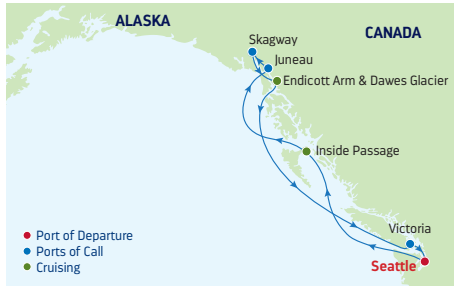 ALASKA
CANADA
Skagway
Juneau
Endicott Arm & Dawes Glacier
Inside Passage
Victoria
Seattle
Port of Departure
Ports of Call
Cruising